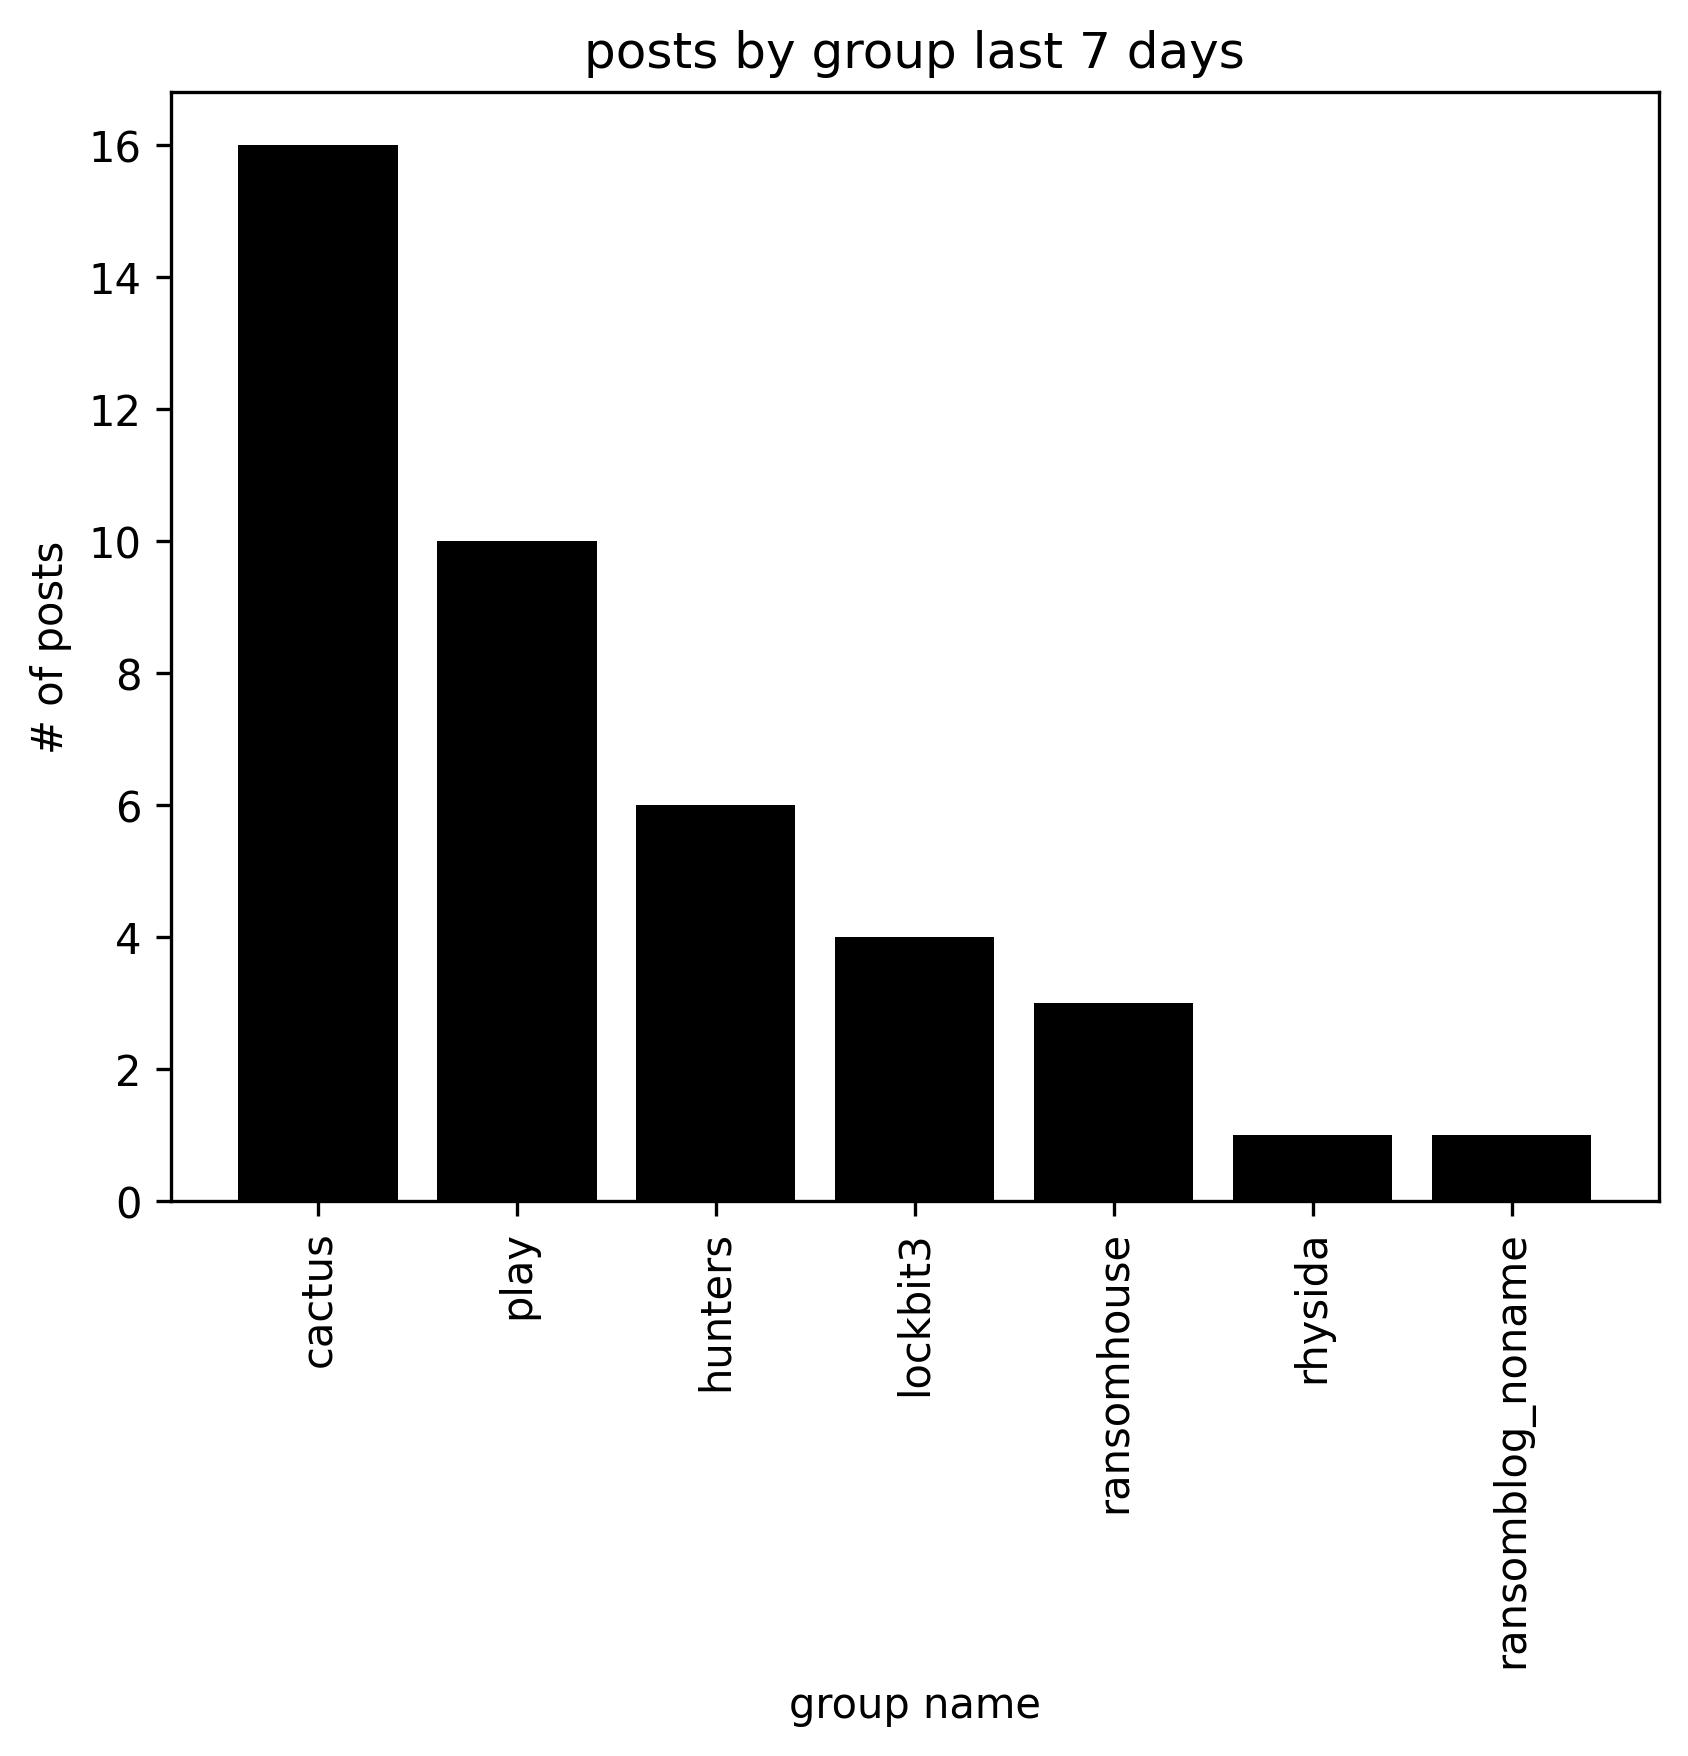 posts by group last 7 days
16
14
12
10
8
6
4
2
0
# of posts
cactus
play
hunters
lockbit3
ransomhouse
rhysida
ransomblog_noname
group name